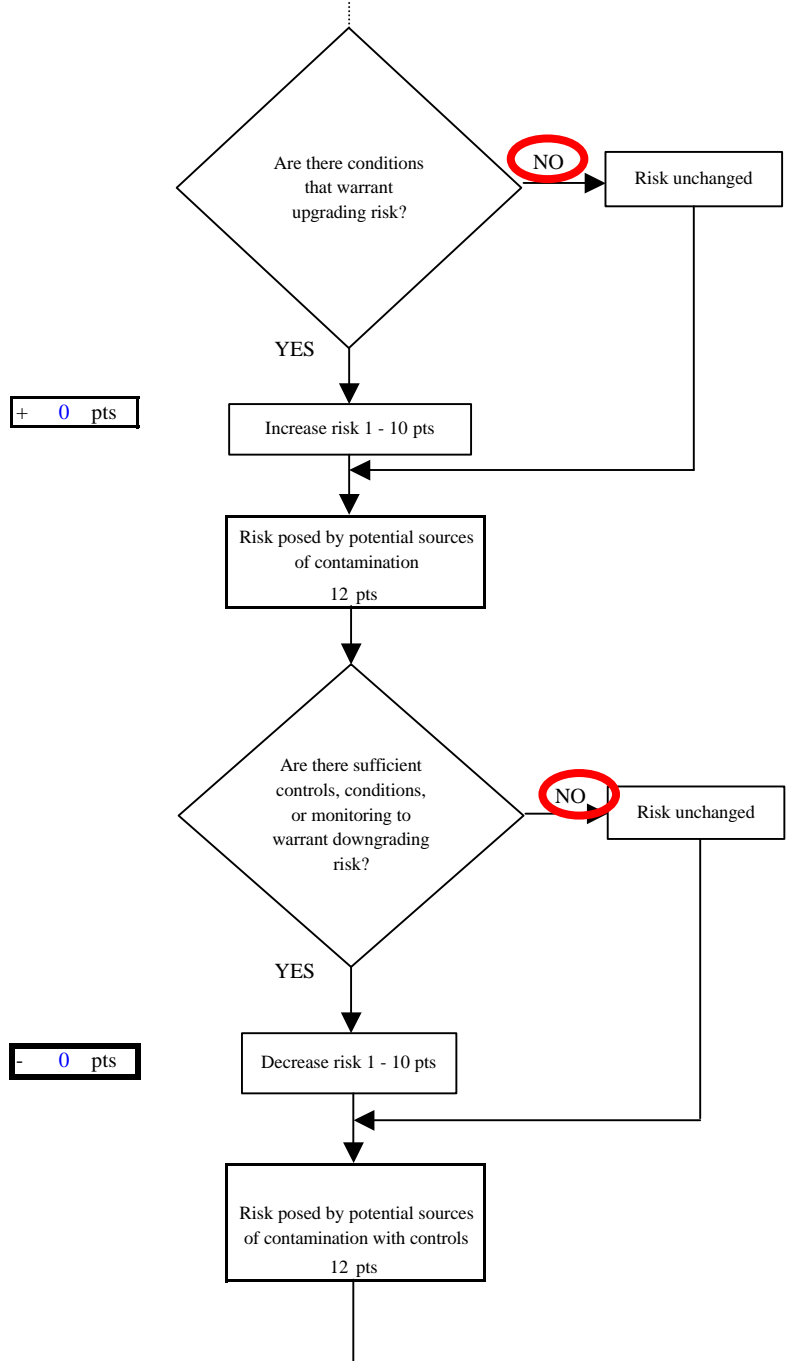 Are there conditions
that warrant
upgrading risk?
NO
Risk unchanged
YES
+ 0 pts
Increase risk 1 - 10 pts
Risk posed by potential sources
of contamination
12 pts
Are there sufficient
controls, conditions,
or monitoring to
warrant downgrading
risk?
NO
Risk unchanged
YES
- 0 pts
Decrease risk 1 - 10 pts
Risk posed by potential sources
of contamination with controls
12 pts